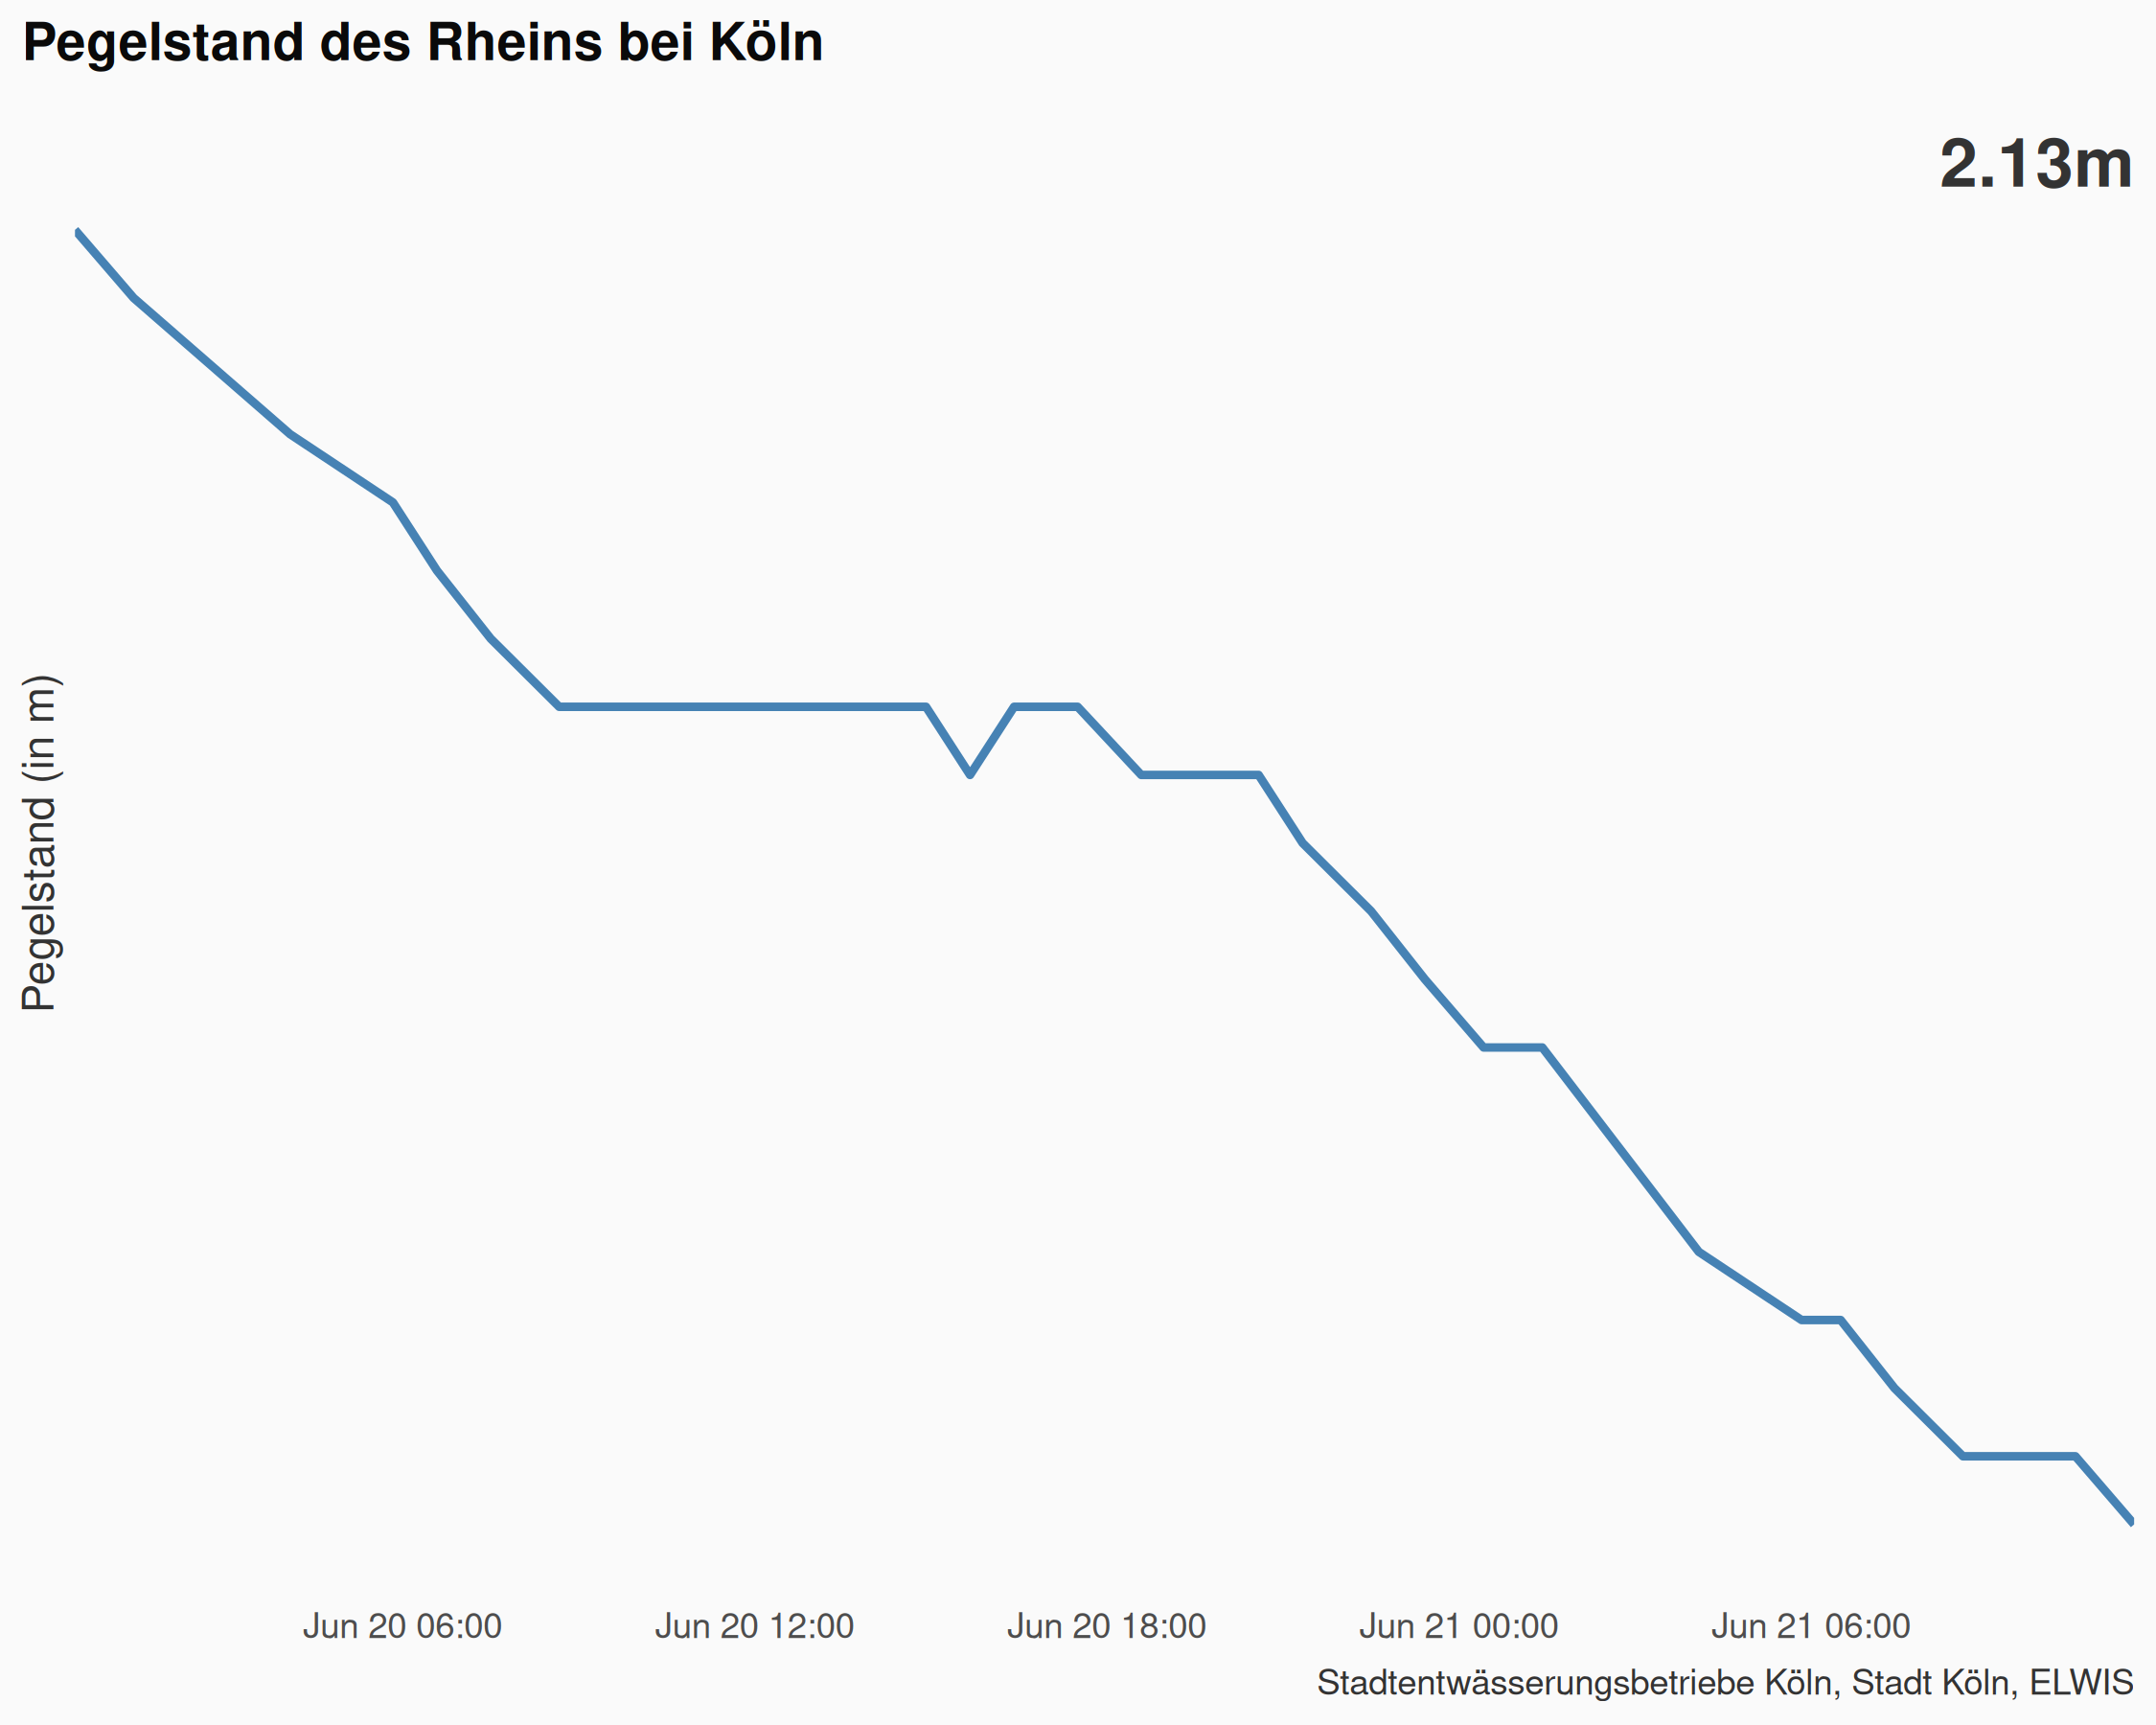 Pegelstand des Rheins bei Köln
2.13m
Pegelstand (in m)
Jun 20 06:00 Jun 20 12:00 Jun 20 18:00 Jun 21 00:00 Jun 21 06:00
Stadtentwässerungsbetriebe Köln, Stadt Köln, ELWIS